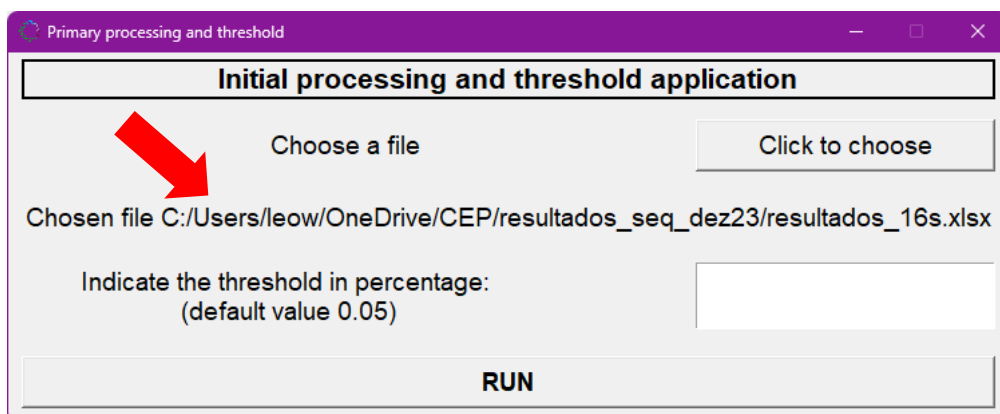 Primary processing and threshold
Initial processing and threshold application
Choose a file
Click to choose
Chosen file C:/Users/leow/OneDrive/CEP/resultados_seq_dez23/resultados_16s.xlsx
Indicate the threshold in percentage:
(default value 0.05)
RUN